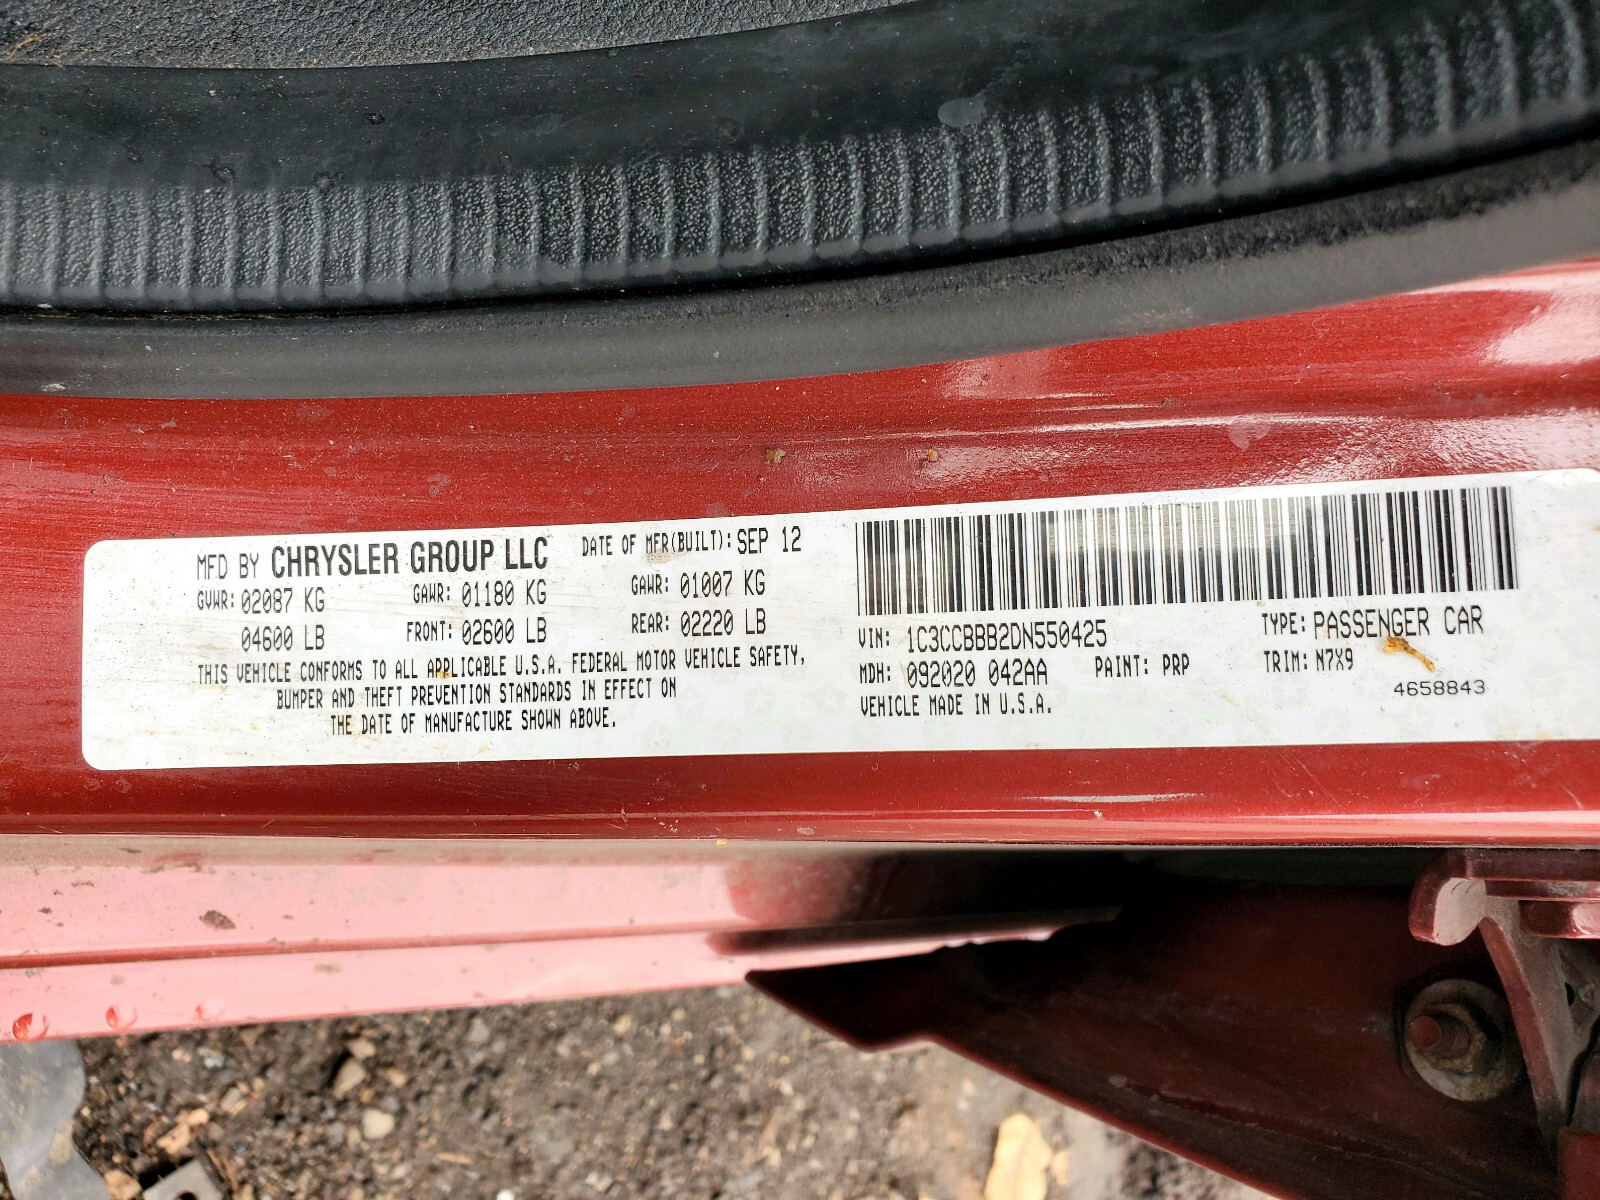 MFD BY CHRYSLER GROUP LLC DATE OF MFR(BUILT): SEP 12
GVWR: 02087 KG GAWR: 01180 KG GAWR: 01007 KG
04600 LB FRONT: 02600 LB REAR: 02220 LB
THIS VEHICLE CONFORMS TO ALL APPLICABLE U.S.A. FEDERAL MOTOR VEHICLE SAFETY,
BUMPER AND THEFT PREVENTION STANDARDS IN EFFECT ON
THE DATE OF MANUFACTURE SHOWN ABOVE.
VIN: 1C3CCBBB2DN550425 TYPE: PASSENGER CAR
MDH: 092020 042AA PAINT: PRP TRIM: N7X9
VEHICLE MADE IN U.S.A. 4658843